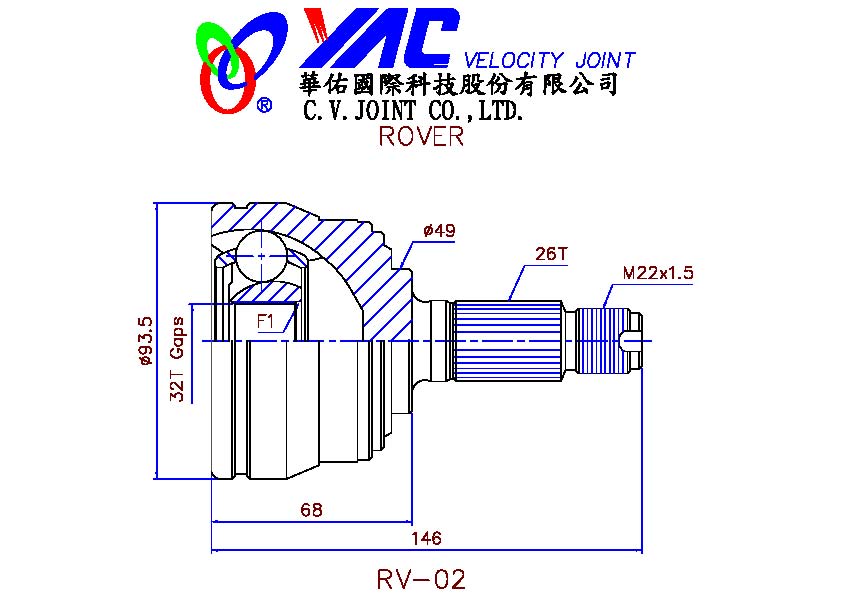 YAC VELOCITY JOINT
®
華佑國際科技股份有限公司
C.V.JOINT CO.,LTD.
ROVER
ø49
26T
M22x1.5
F1
ø93.5
32T Gaps
68
146
RV-02